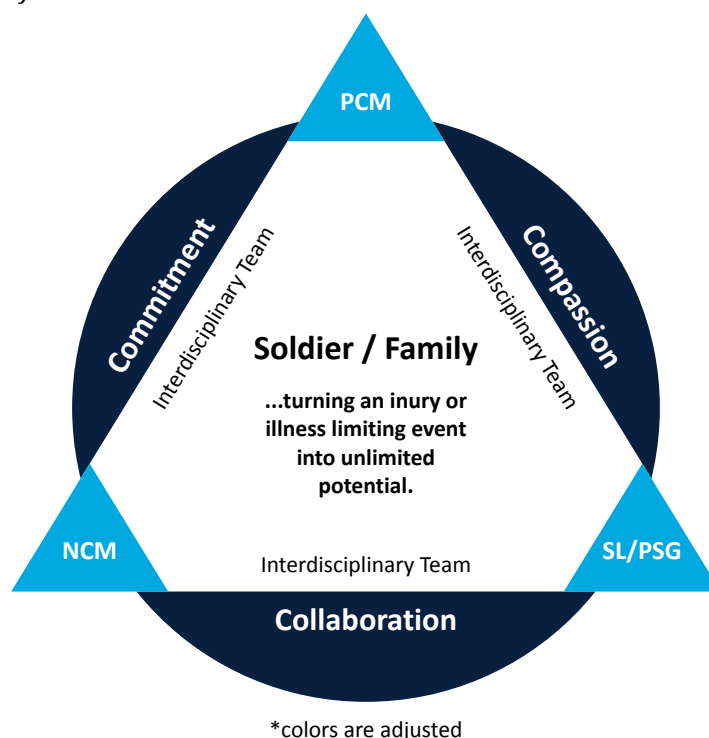 PCM
Commitment
Compassion
Interdisciplinary Team
Interdisciplinary Team
Soldier / Family
...turning an inury or
illness limiting event
into unlimited
potential.
NCM
SL/PSG
Interdisciplinary Team
Collaboration
*colors are adjusted